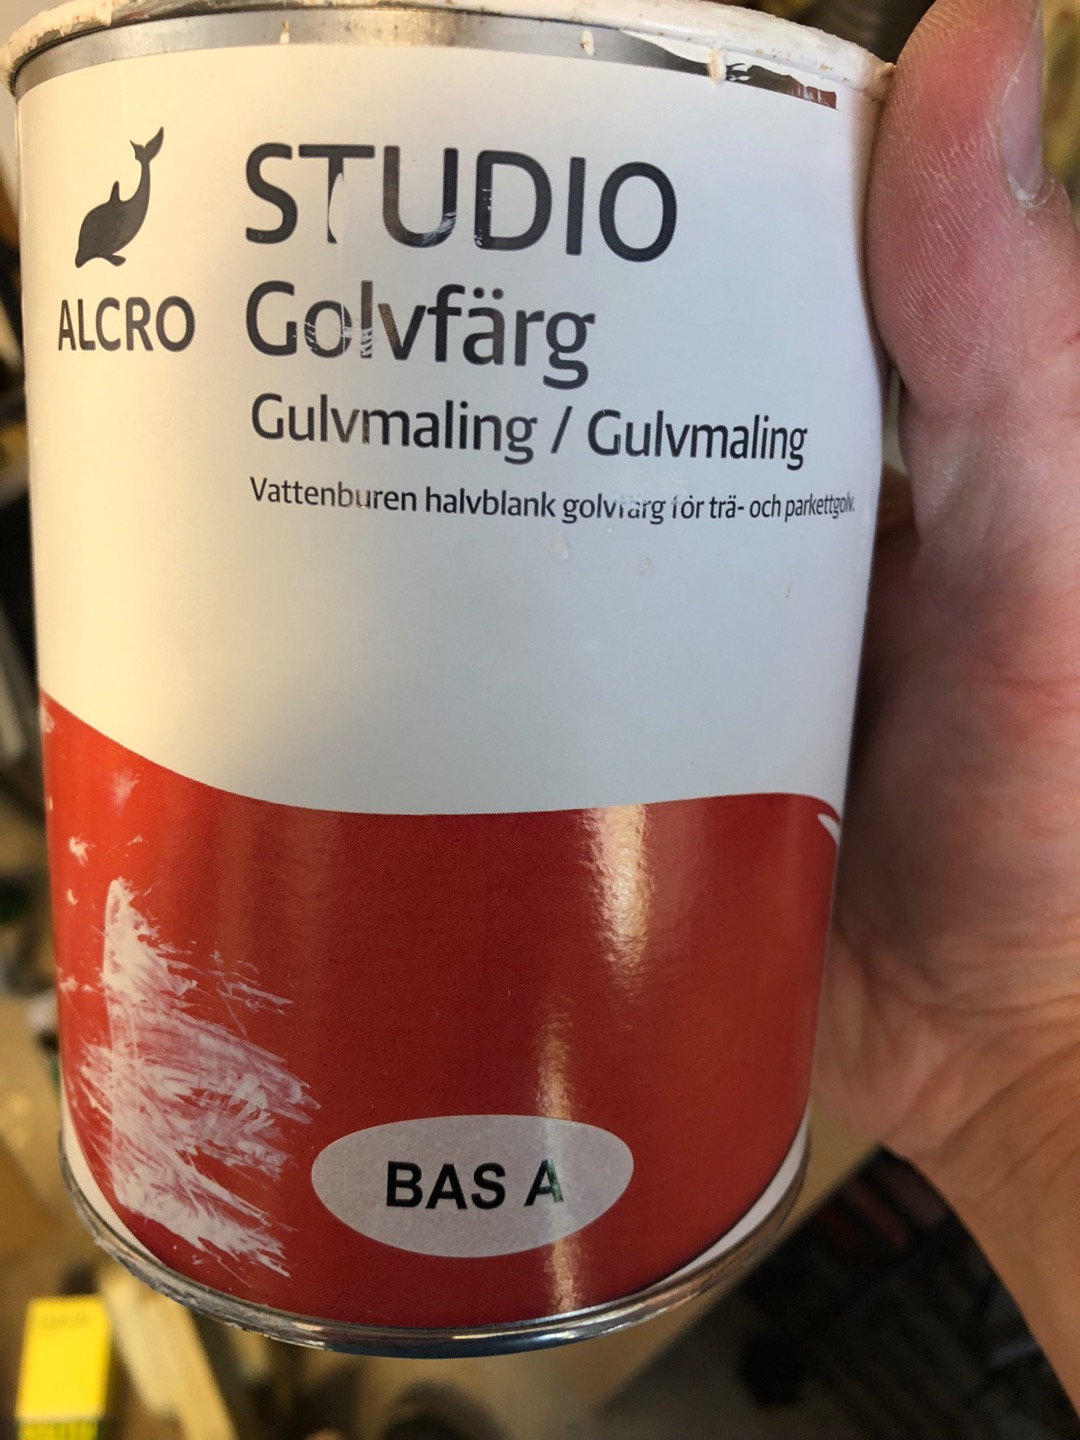 STUDIO
ALCRO
Golvfärg
Gulvmaling / Gulvmaling
Vattenburen halvblank golvfärg för trä- och parkettgolv.
BAS A